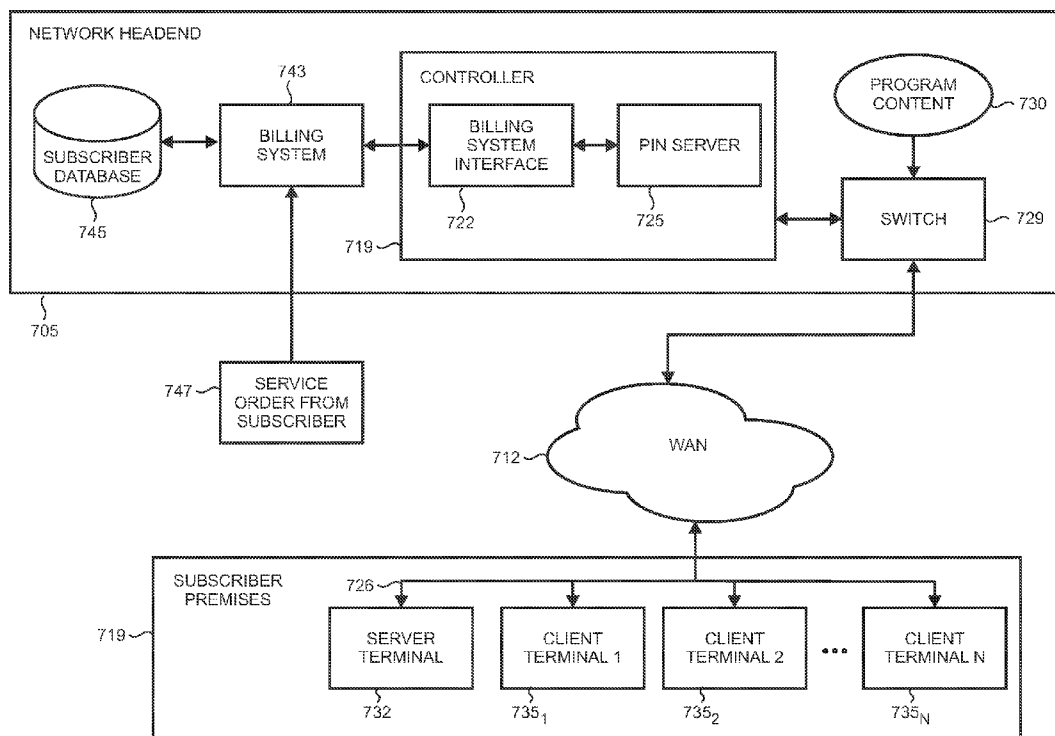 NETWORK HEADEND
743
CONTROLLER
PROGRAM
CONTENT
730
SUBSCRIBER
DATABASE
BILLING
SYSTEM
BILLING
SYSTEM
INTERFACE
PIN SERVER
SWITCH
729
745
722
725
719
705
747
SERVICE
ORDER FROM
SUBSCRIBER
712
WAN
SUBSCRIBER
PREMISES
726
719
SERVER
TERMINAL
CLIENT
TERMINAL 1
CLIENT
TERMINAL 2
•••
CLIENT
TERMINAL N
732
735₁
735₂
735N